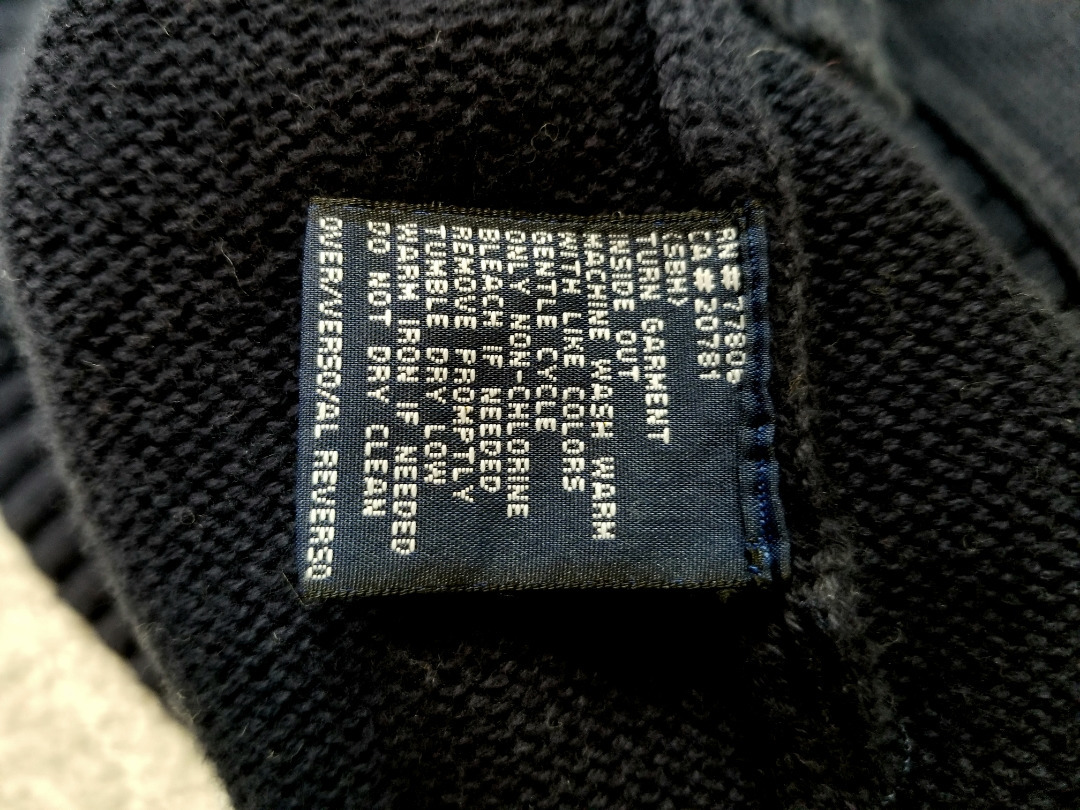 RN# 77806
CA# 20781
(SBH)
TURN GARMENT
INSIDE OUT
MACHINE WASH WARM
WITH LIKE COLORS
GENTLE CYCLE
ONLY NON-CHLORINE
BLEACH IF NEEDED
REMOVE PROMPTLY
TUMBLE DRY LOW
WARM IRON IF NEEDED
DO NOT DRY CLEAN
OVER/VERSO/AL REVERSO